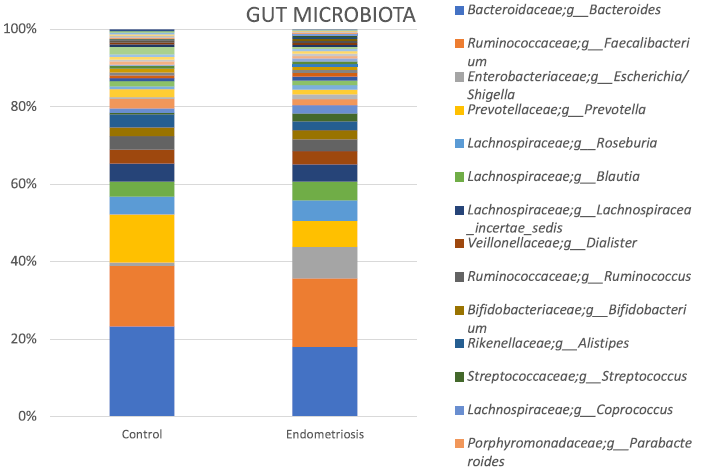 GUT MICROBIOTA
100%
80%
60%
40%
20%
0%
Control
Endometriosis
Bacteroidaceae;g__Bacteroides
Ruminococcaceae;g__Faecalibacter
ium
Enterobacteriaceae;g__Escherichia/
Shigella
Prevotellaceae;g__Prevotella
Lachnospiraceae;g__Roseburia
Lachnospiraceae;g__Blautia
Lachnospiraceae;g__Lachnospiracea
_incertae_sedis
Veillonellaceae;g__Dialister
Ruminococcaceae;g__Ruminococcus
Bifidobacteriaceae;g__Bifidobacteri
um
Rikenellaceae;g__Alistipes
Streptococcaceae;g__Streptococcus
Lachnospiraceae;g__Coprococcus
Porphyromonadaceae;g__Parabacte
roides